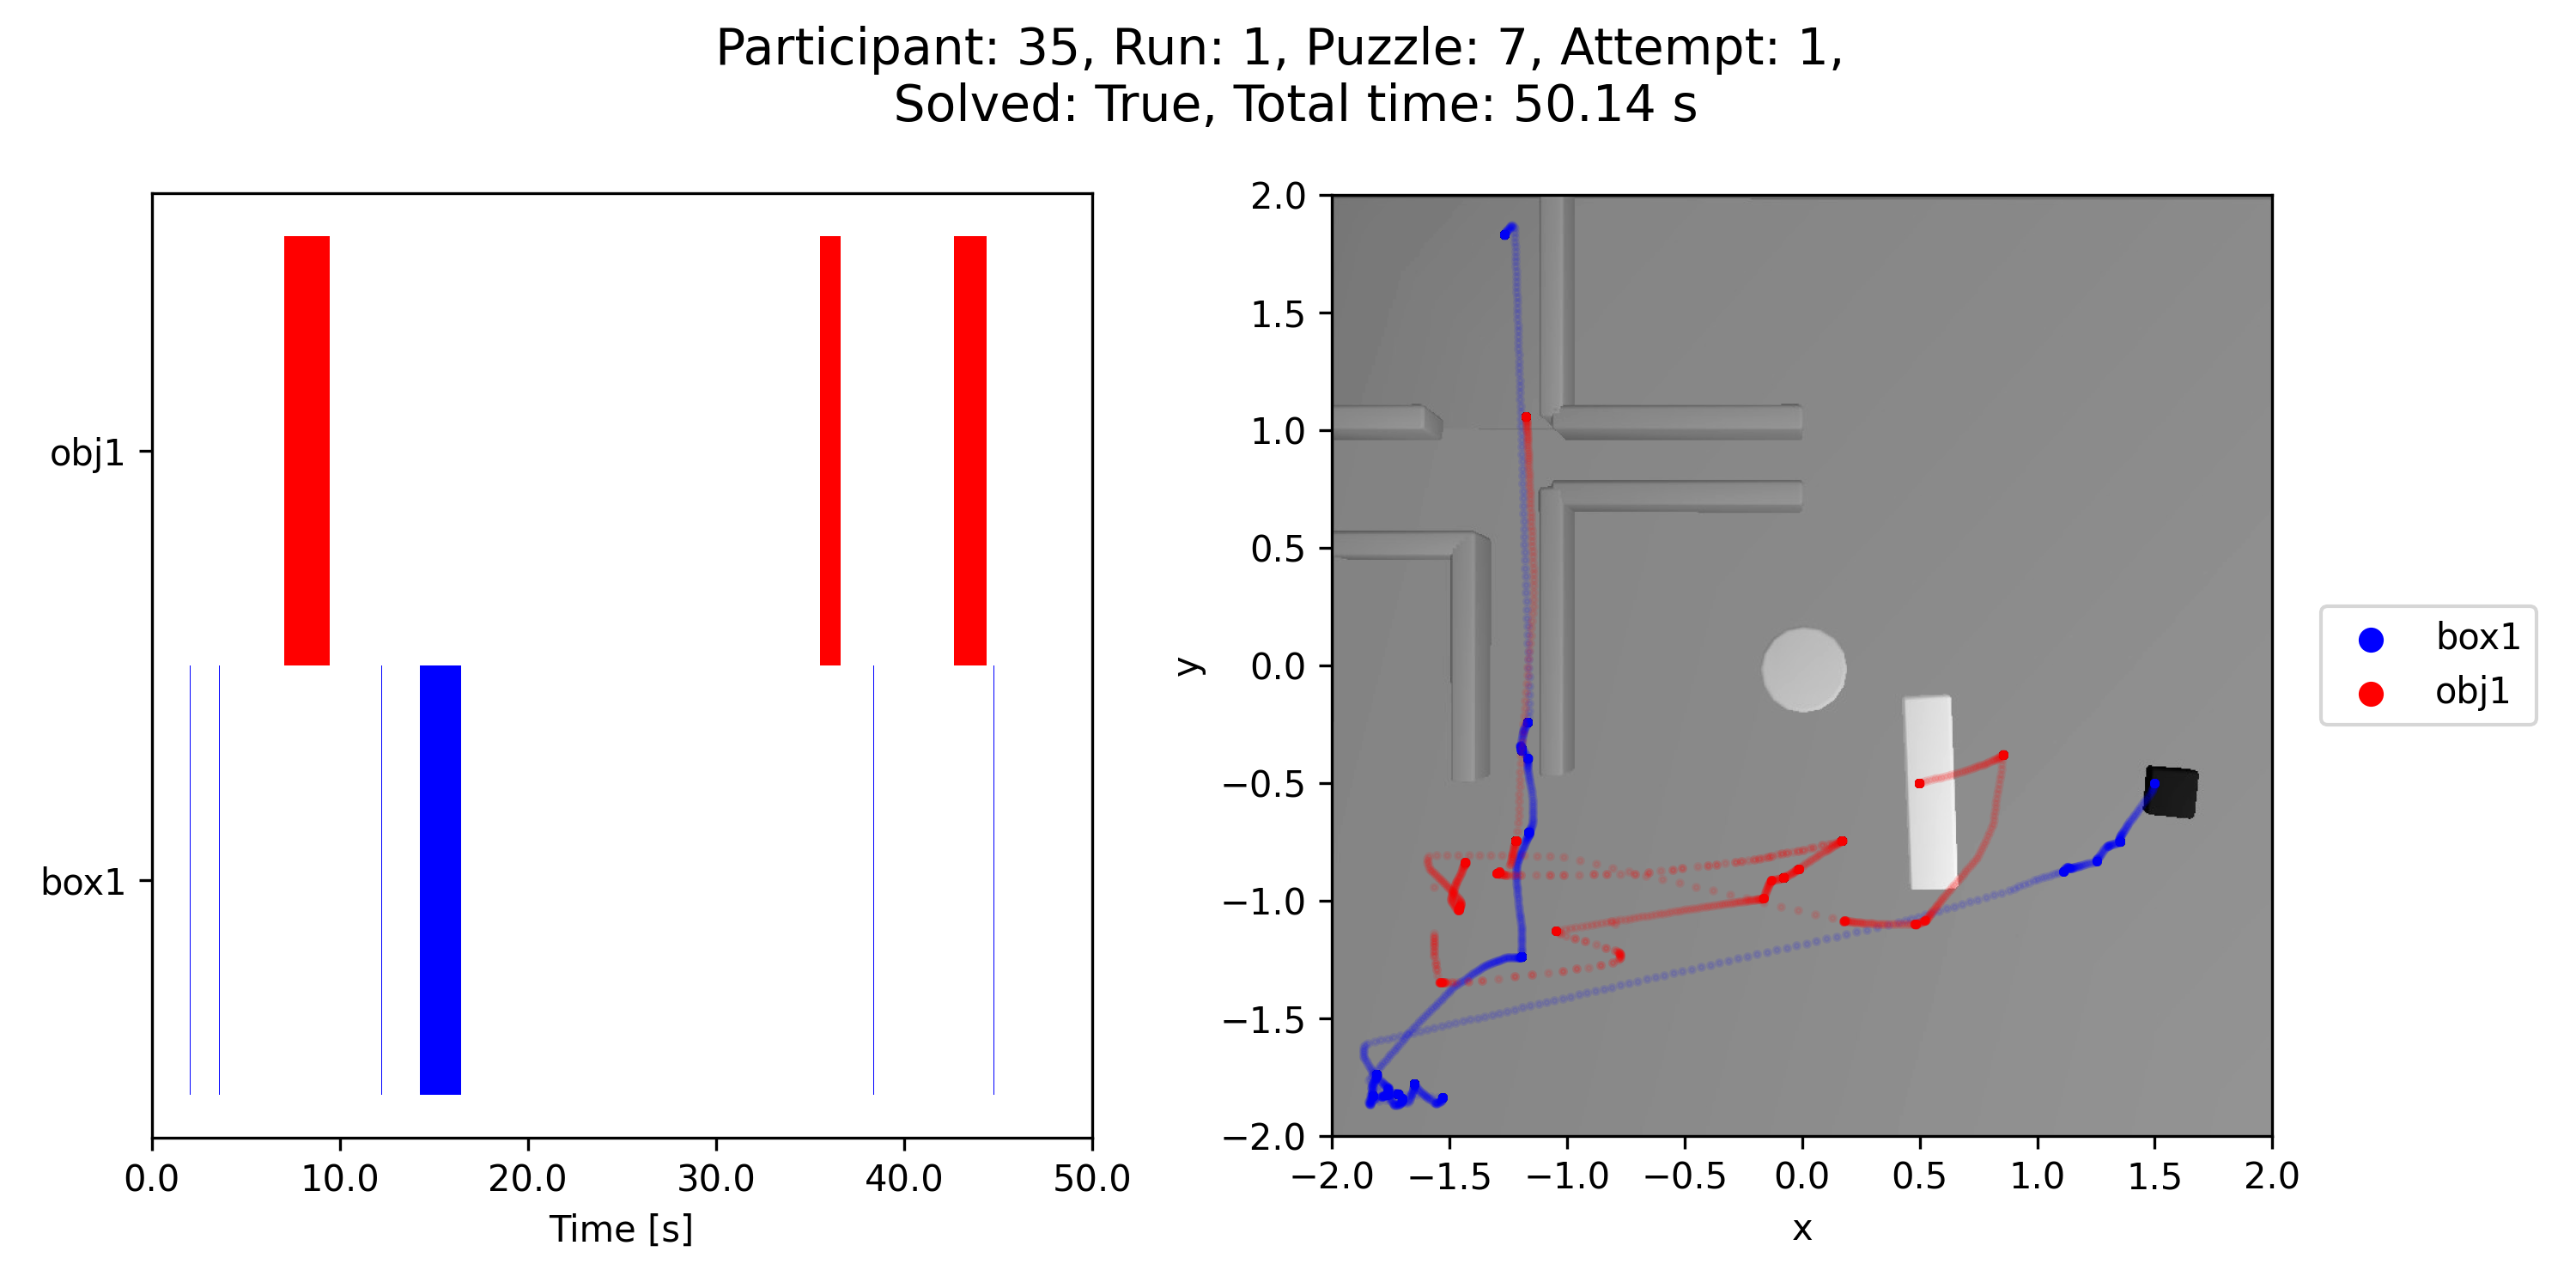 Participant: 35, Run: 1, Puzzle: 7, Attempt: 1,
Solved: True, Total time: 50.14 s
obj1
box1
0.0 10.0 20.0 30.0 40.0 50.0
Time [s]
2.0
1.5
1.0
0.5
0.0
−0.5
−1.0
−1.5
−2.0
y
−2.0 −1.5 −1.0 −0.5 0.0 0.5 1.0 1.5 2.0
x
box1
obj1